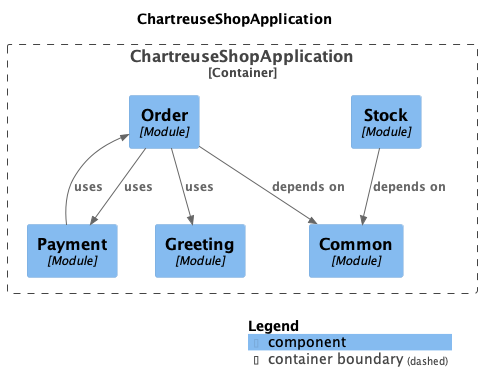 ChartreuseShopApplication
ChartreuseShopApplication
[Container]
Order
[Module]
Stock
[Module]
uses
uses
uses
depends on
depends on
Payment
[Module]
Greeting
[Module]
Common
[Module]
Legend
component
container boundary (dashed)